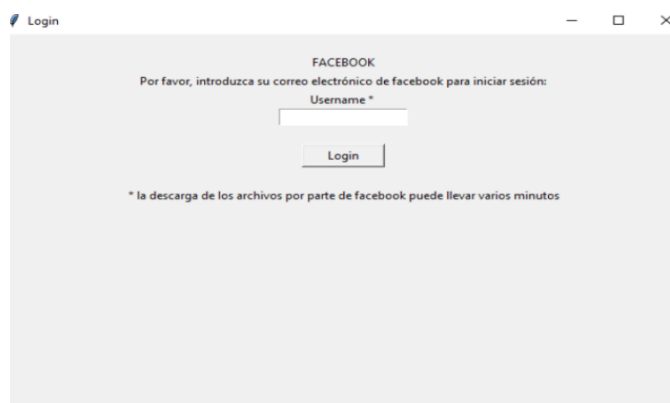 Login
FACEBOOK
Por favor, introduzca su correo electrónico de facebook para iniciar sesión:
Username *
Login
* la descarga de los archivos por parte de facebook puede llevar varios minutos